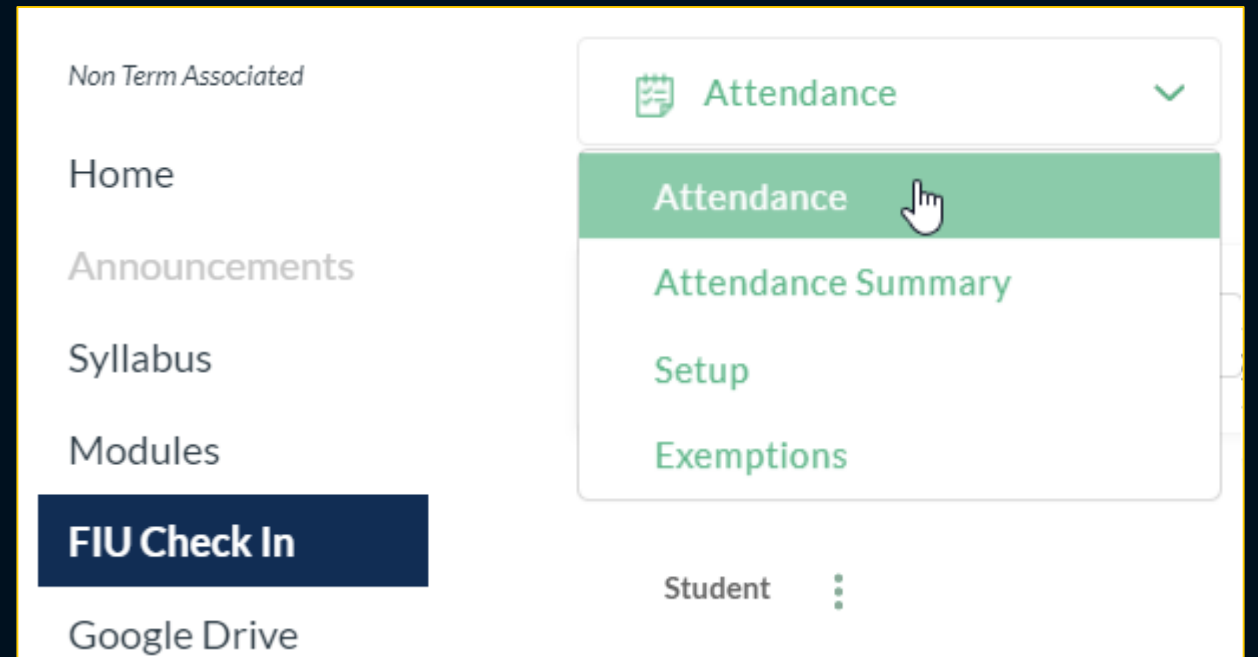 Non Term Associated
Home
Announcements
Syllabus
Modules
FIU Check In
Google Drive
Attendance
Attendance
Attendance Summary
Setup
Exemptions
Student